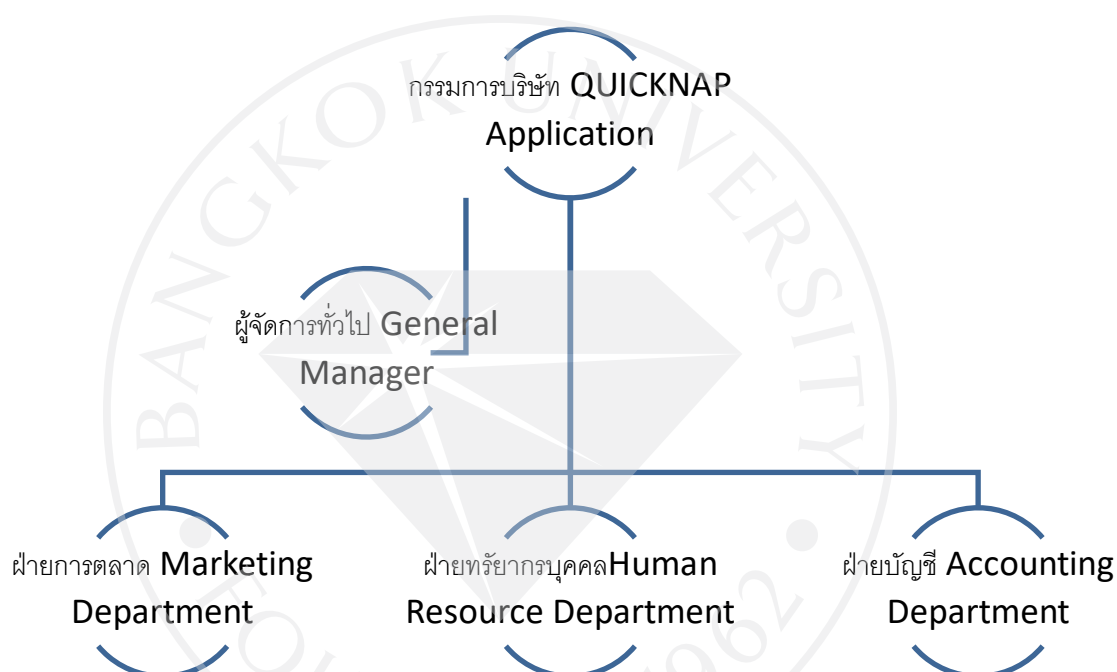 กรรมการบริษัท QUICKNAP
Application
ผู้จัดการทั่วไป General
Manager
ฝ่ายการตลาด Marketing
Department
ฝ่ายทรัยากรบุคคลHuman
Resource Department
ฝ่ายบัญชี Accounting
Department
BANGKOK UNIVERSITY
1962